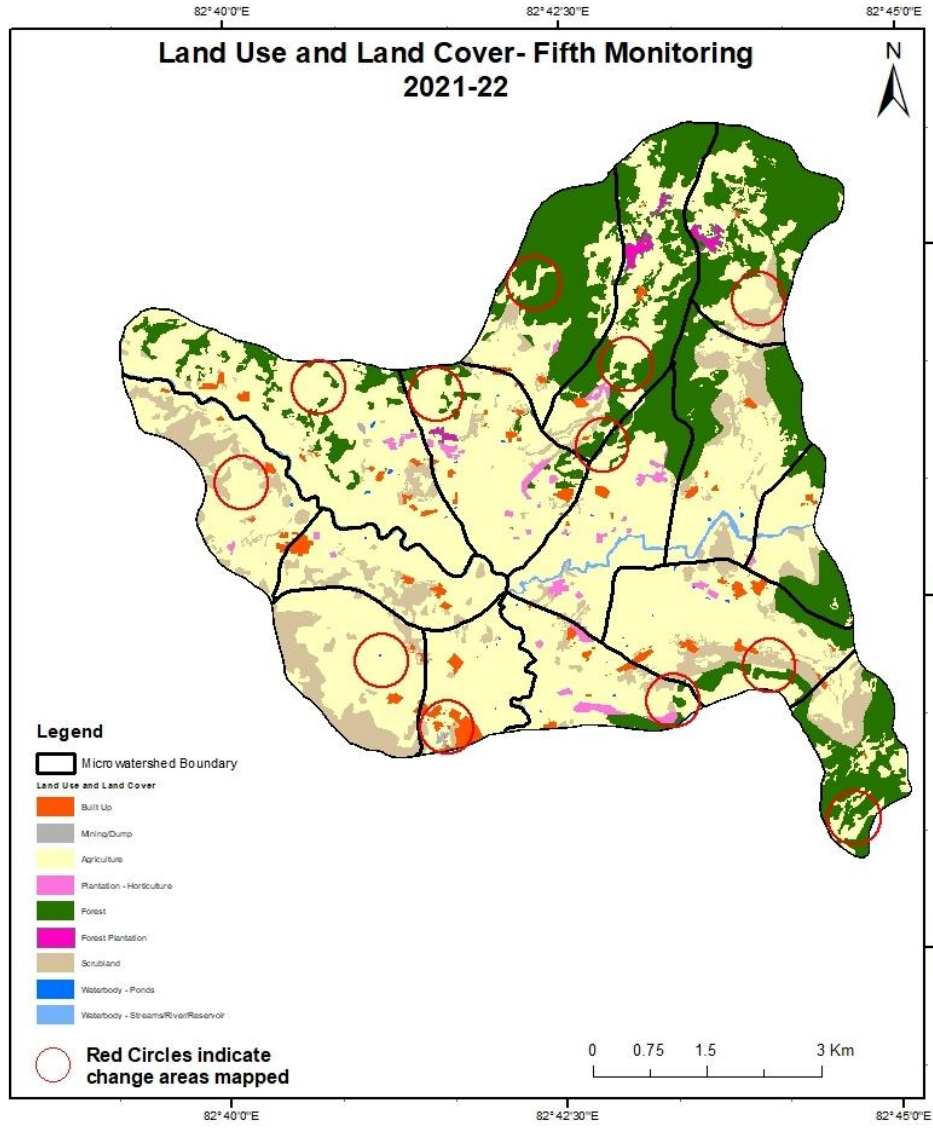 82°40'0"E 82°42'30"E 82°45'0"E
Land Use and Land Cover- Fifth Monitoring
2021-22
N
Legend
Microwatershed Boundary
Land Use and Land Cover
Built Up
Mining/Dump
Agriculture
Plantation - Horticulture
Forest
Forest Plantation
Scrubland
Waterbody - Ponds
Waterbody - Streams/River/Reservoir
Red Circles indicate
change areas mapped
0 0.75 1.5 3 Km
82°40'0"E 82°42'30"E 82°45'0"E